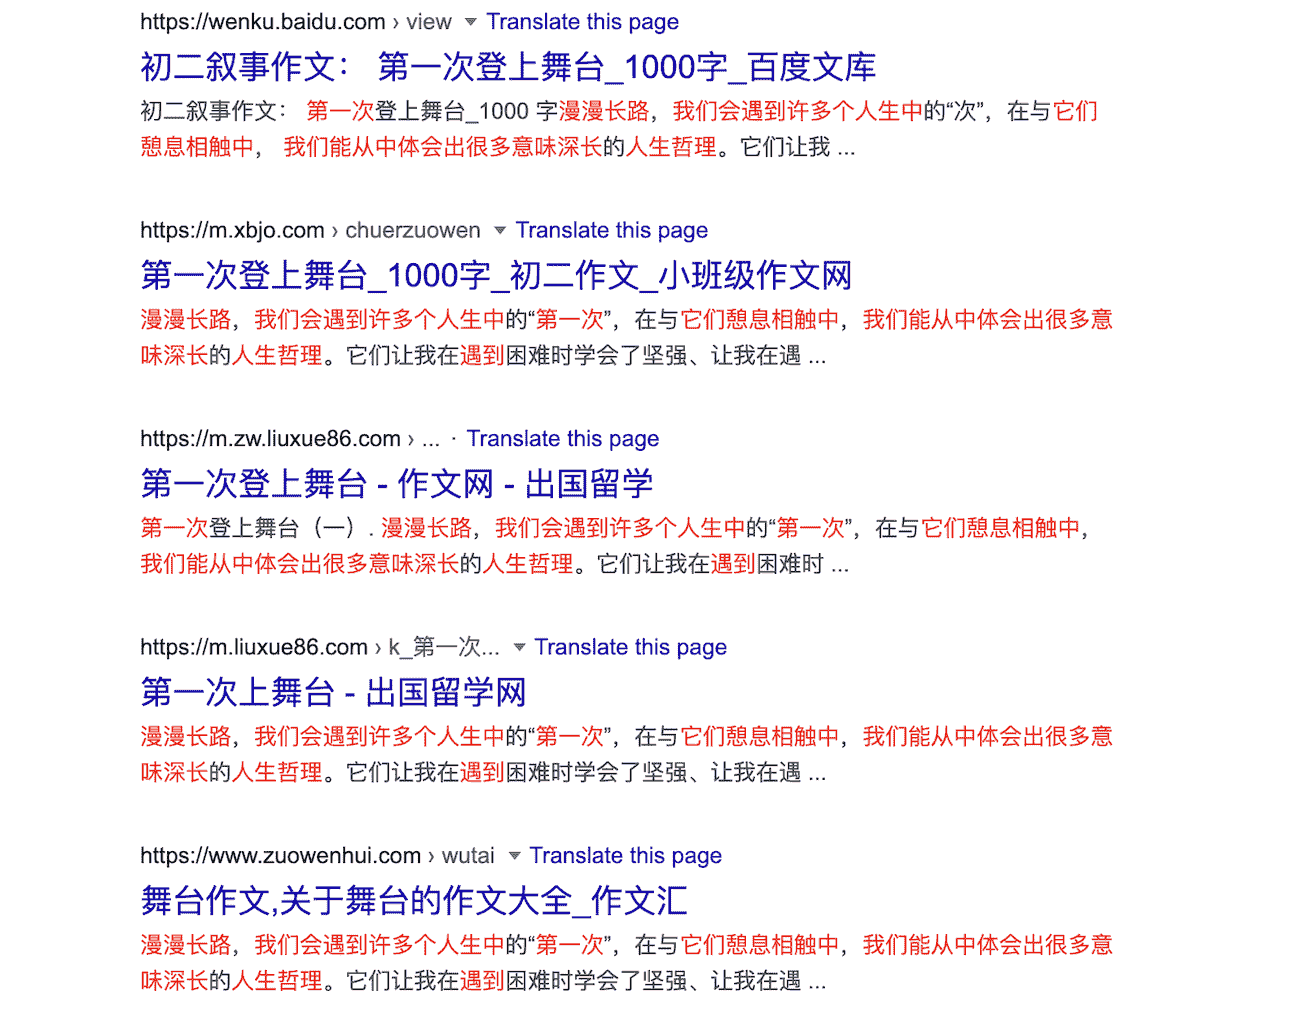 https://wenku.baidu.com › view ▼ Translate this page
初二叙事作文： 第一次登上舞台_1000字_百度文库
初二叙事作文： 第一次登上舞台_1000 字漫漫长路，我们会遇到许多个人生中的“次”，在与它们
憩息相触中， 我们能从中体会出很多意味深长的人生哲理。它们让我 ...
https://m.xbjo.com › chuerzuowen ▼ Translate this page
第一次登上舞台_1000字_初二作文_小班级作文网
漫漫长路，我们会遇到许多个人生中的“第一次”，在与它们憩息相触中，我们能从中体会出很多意
味深长的人生哲理。它们让我在遇到困难时学会了坚强、让我在遇 ...
https://m.zw.liuxue86.com › ... · Translate this page
第一次登上舞台 - 作文网 - 出国留学
第一次登上舞台（一）. 漫漫长路，我们会遇到许多个人生中的“第一次”，在与它们憩息相触中，
我们能从中体会出很多意味深长的人生哲理。它们让我在遇到困难时 ...
https://m.liuxue86.com › k_第一次... ▼ Translate this page
第一次上舞台 - 出国留学网
漫漫长路，我们会遇到许多个人生中的“第一次”，在与它们憩息相触中，我们能从中体会出很多意
味深长的人生哲理。它们让我在遇到困难时学会了坚强、让我在遇 ...
https://www.zuowenhui.com › wutai ▼ Translate this page
舞台作文,关于舞台的作文大全_作文汇
漫漫长路，我们会遇到许多个人生中的“第一次”，在与它们憩息相触中，我们能从中体会出很多意
味深长的人生哲理。它们让我在遇到困难时学会了坚强、让我在遇 ...